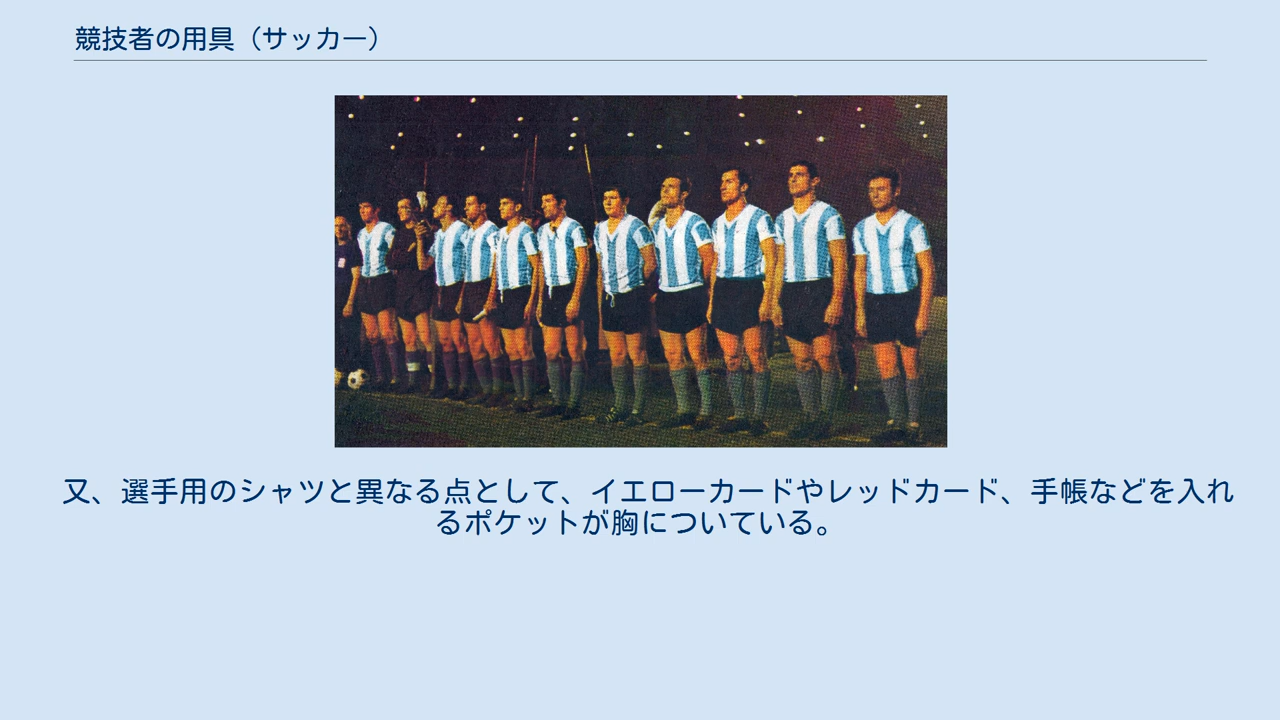 競技者の用具（サッカー）
又、選手用のシャツと異なる点として、イエローカードやレッドカード、手帳などを入れ
るポケットが胸についている。